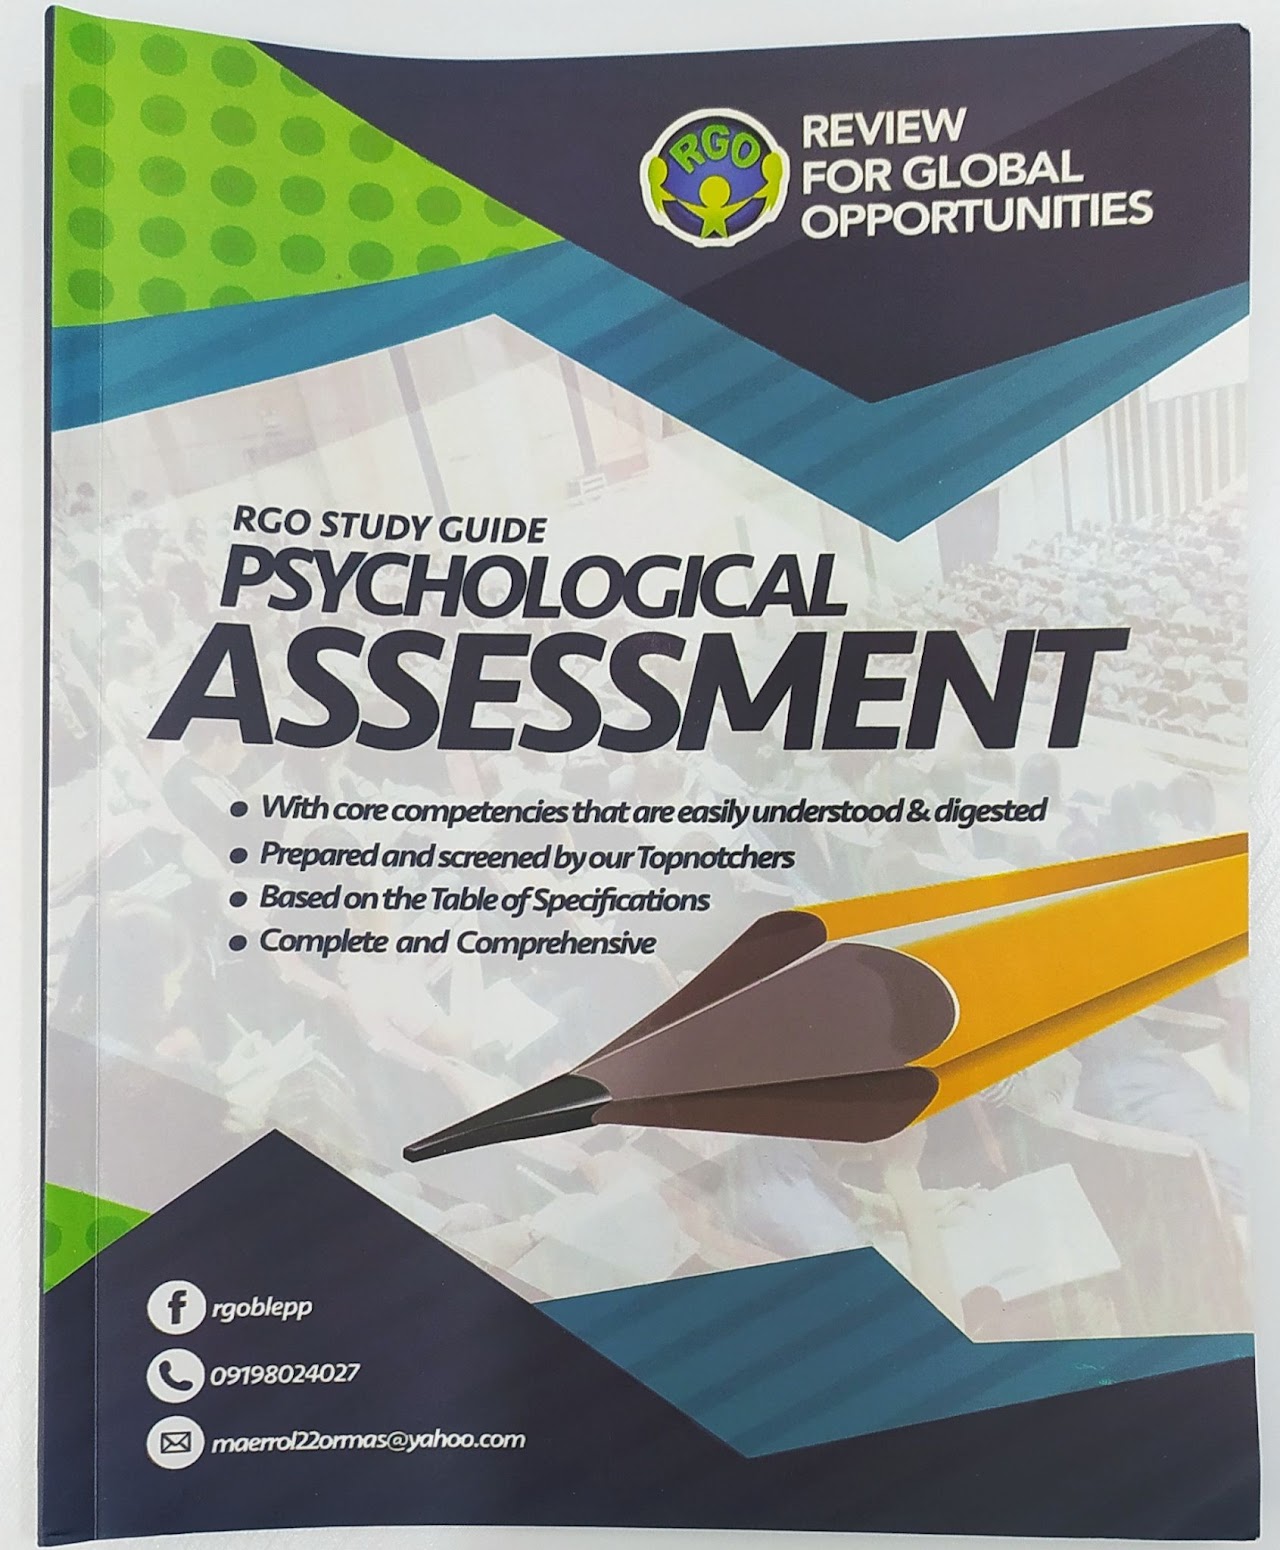 RGO
REVIEW
FOR GLOBAL
OPPORTUNITIES
RGO STUDY GUIDE
PSYCHOLOGICAL
ASSESSMENT
• With core competencies that are easily understood & digested
• Prepared and screened by our Topnotchers
• Based on the Table of Specifications
• Complete and Comprehensive
f rgoblepp
09198024027
maerrol22ormas@yahoo.com